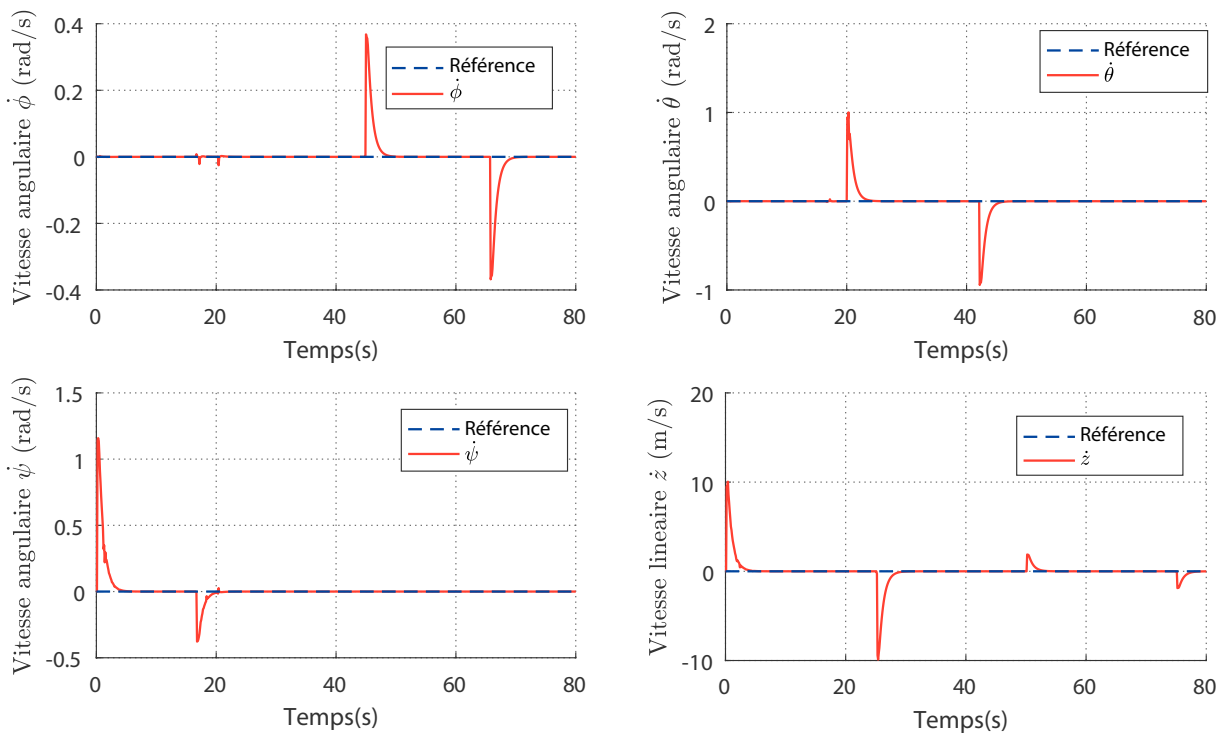 Vitesse angulaire ϕ̇ (rad/s)
0.4
0.2
0
-0.2
-0.4
0 20 40 60 80
Temps(s)
Référence
ϕ̇
Vitesse angulaire θ̇ (rad/s)
2
1
0
-1
0 20 40 60 80
Temps(s)
Référence
θ̇
Vitesse angulaire ψ̇ (rad/s)
1.5
1
0.5
0
-0.5
0 20 40 60 80
Temps(s)
Référence
ψ̇
Vitesse lineaire ż (m/s)
20
10
0
-10
0 20 40 60 80
Temps(s)
Référence
ż